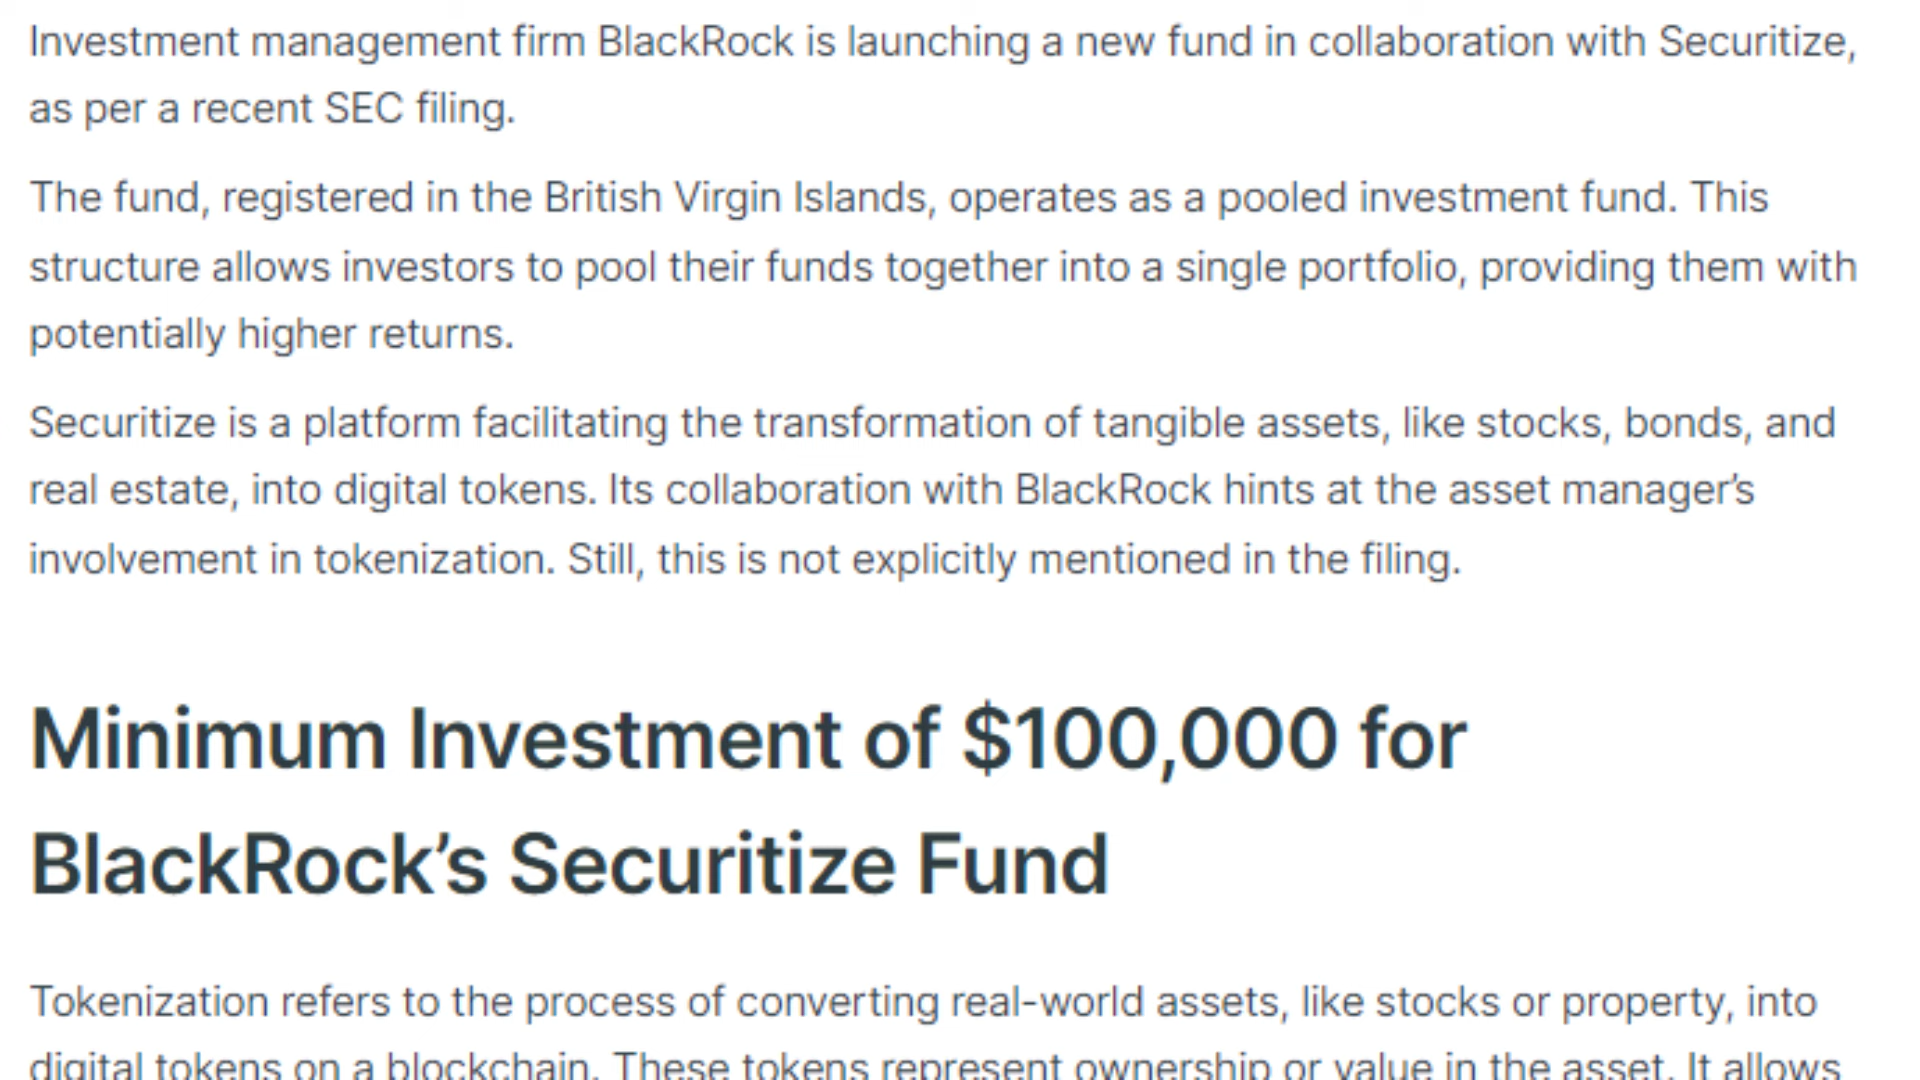 Investment management firm BlackRock is launching a new fund in collaboration with Securitize,
as per a recent SEC filing.
The fund, registered in the British Virgin Islands, operates as a pooled investment fund. This
structure allows investors to pool their funds together into a single portfolio, providing them with
potentially higher returns.
Securitize is a platform facilitating the transformation of tangible assets, like stocks, bonds, and
real estate, into digital tokens. Its collaboration with BlackRock hints at the asset manager’s
involvement in tokenization. Still, this is not explicitly mentioned in the filing.
Minimum Investment of $100,000 for
BlackRock’s Securitize Fund
Tokenization refers to the process of converting real-world assets, like stocks or property, into
digital tokens on a blockchain. These tokens represent ownership or value in the asset. It allows